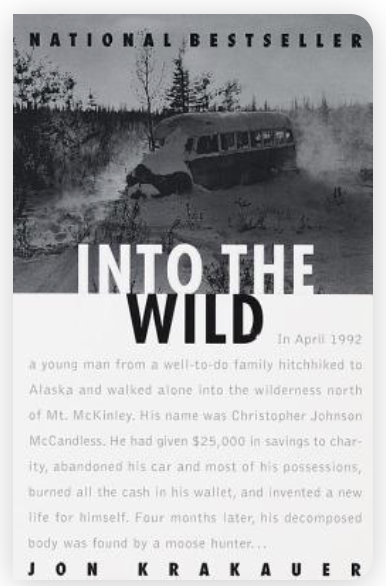 NATIONAL BESTSELLER
INTO THE
WILD
In April 1992
a young man from a well-to-do family hitchhiked to
Alaska and walked alone into the wilderness north
of Mt. McKinley. His name was Christopher Johnson
McCandless. He had given $25,000 in savings to char-
ity, abandoned his car and most of his possessions,
burned all the cash in his wallet, and invented a new
life for himself. Four months later, his decomposed
body was found by a moose hunter...
JON KRAKAUER